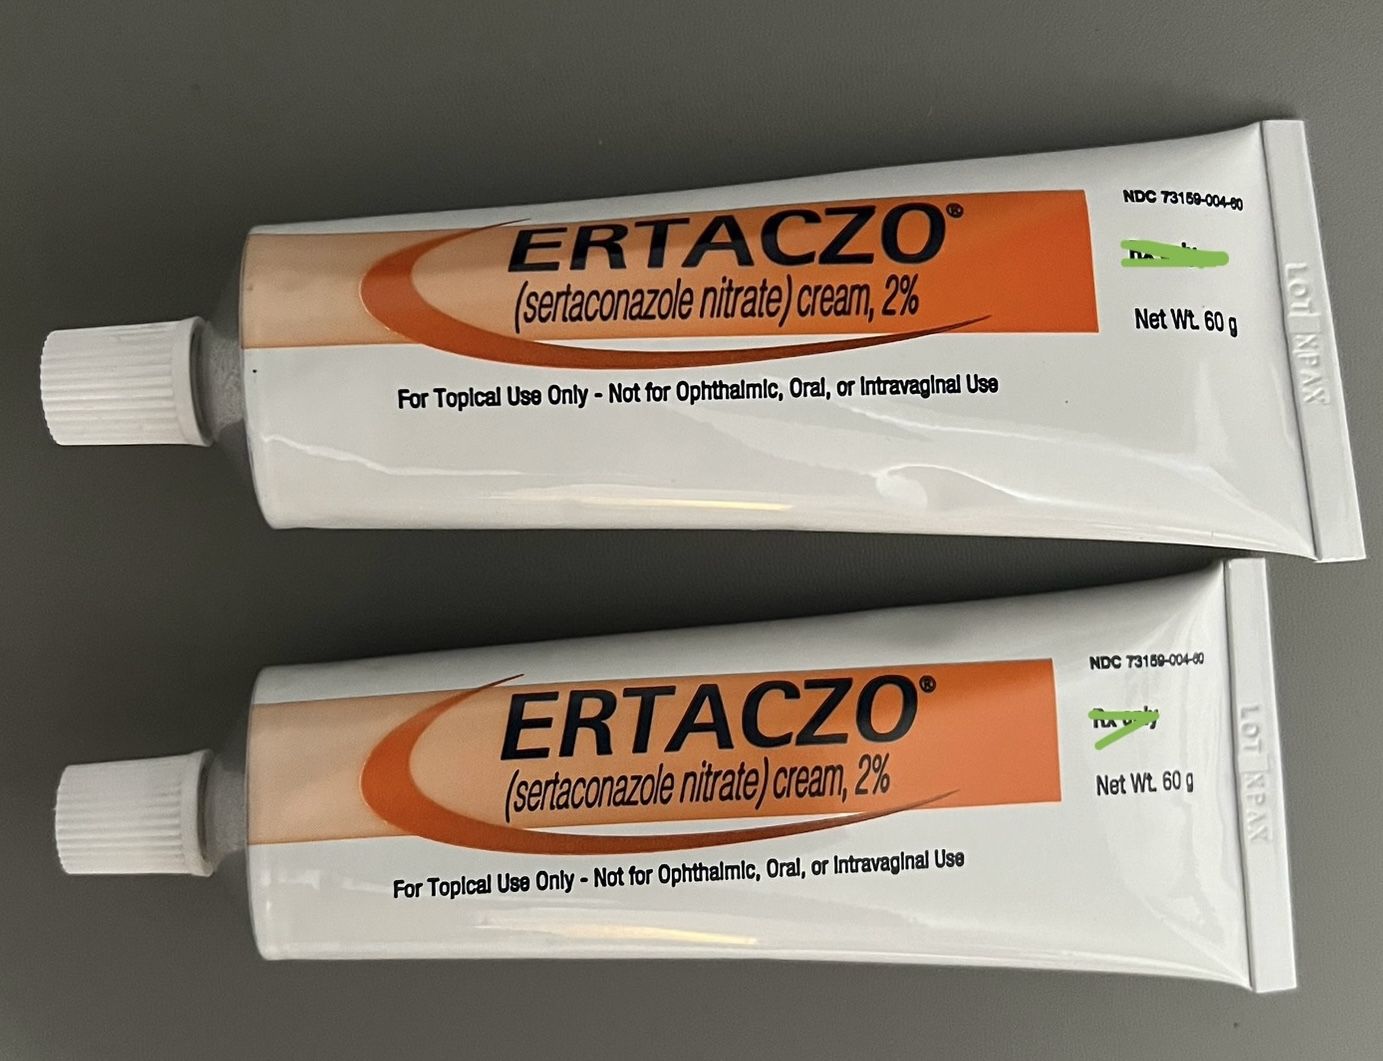 ERTACZO®
(sertaconazole nitrate) cream, 2%
For Topical Use Only - Not for Ophthalmic, Oral, or Intravaginal Use
NDC 73159-004-60
Net Wt. 60 g
LOT
ERTACZO®
(sertaconazole nitrate) cream, 2%
For Topical Use Only - Not for Ophthalmic, Oral, or Intravaginal Use
NDC 73159-004-60
Rx only
Net Wt. 60 g
LOT